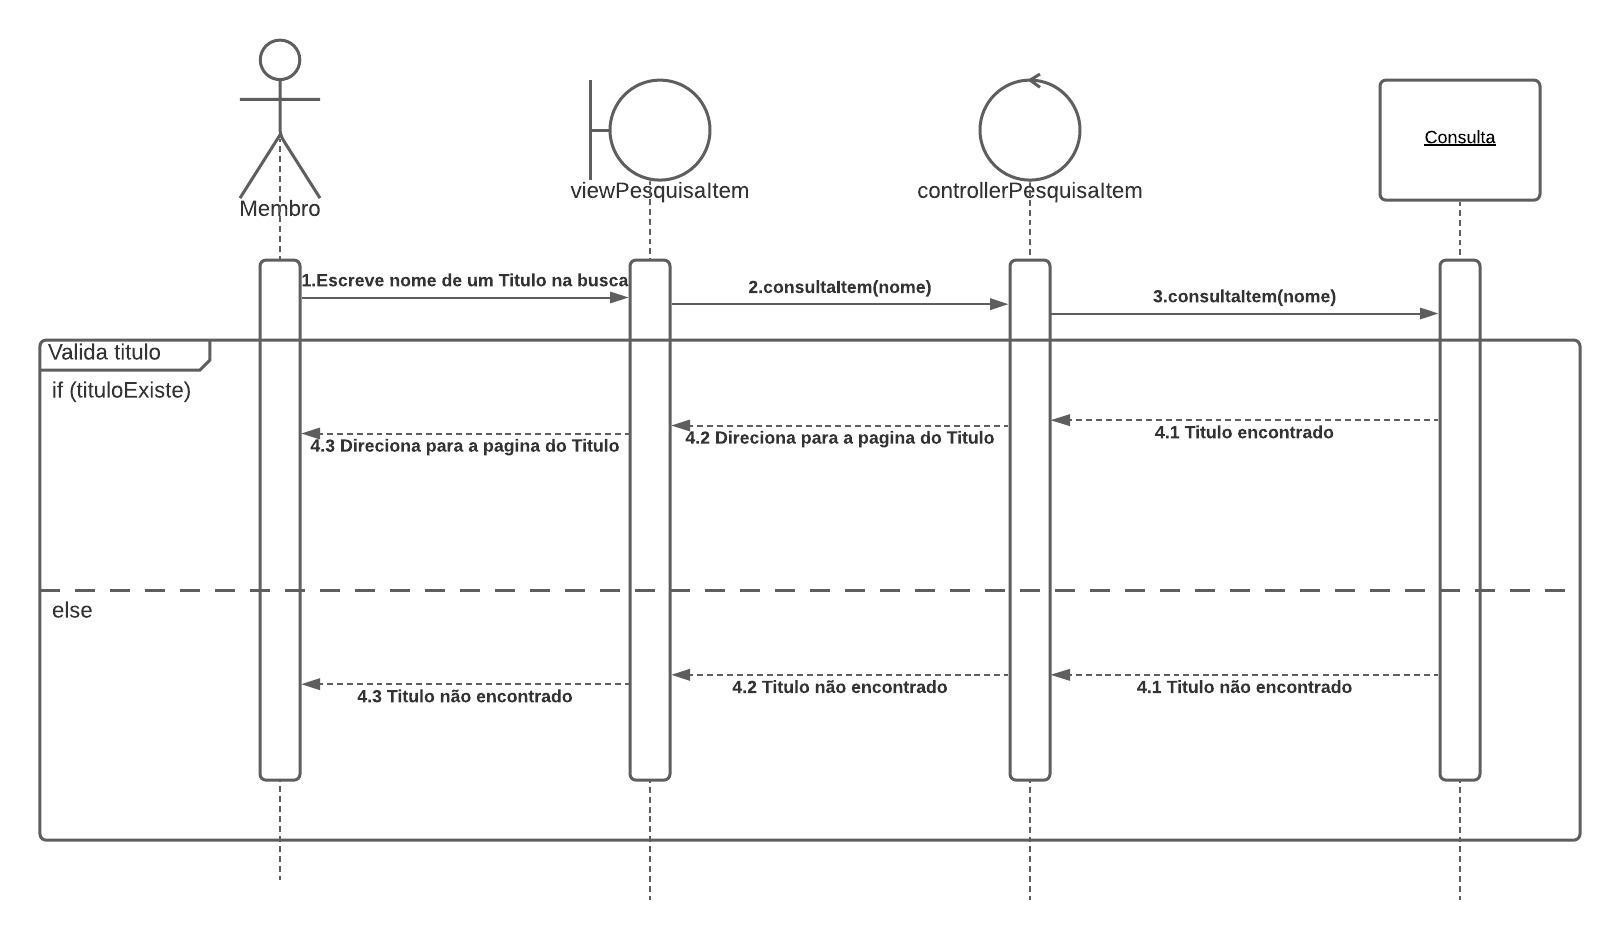 Consulta
viewPesquisaItem
controllerPesquisaItem
Membro
1.Escreve nome de um Titulo na busca
2.consultaItem(nome)
3.consultaItem(nome)
Valida titulo
if (tituloExiste)
4.3 Direciona para a pagina do Titulo
4.2 Direciona para a pagina do Titulo
4.1 Titulo encontrado
else
4.3 Titulo não encontrado
4.2 Titulo não encontrado
4.1 Titulo não encontrado